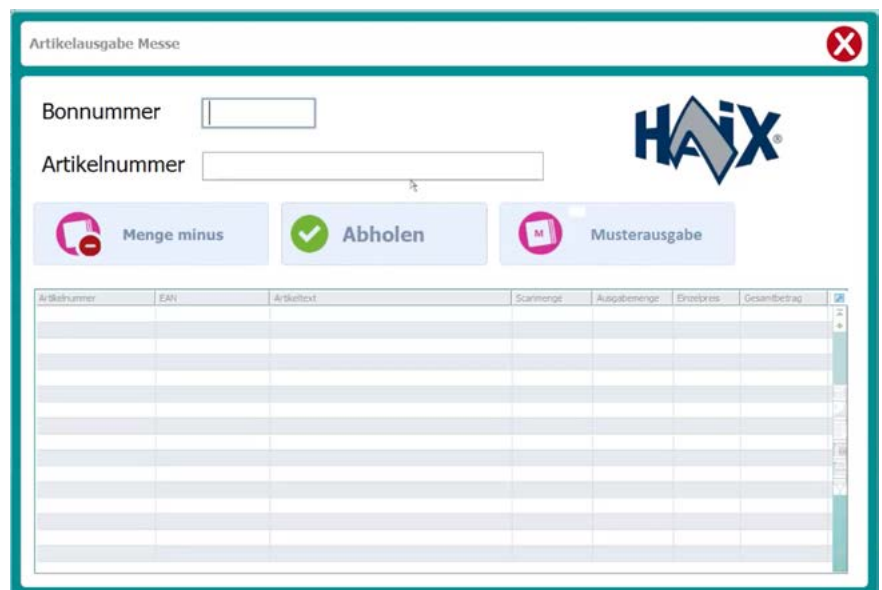 Artikelausgabe Messe
Bonnummer
HAiX®
Artikelnummer
Menge minus
Abholen
M
Musterausgabe
Artikelnummer EAN Artikeltext Scanmenge Ausgabemenge Einzelpreis Gesamtbetrag